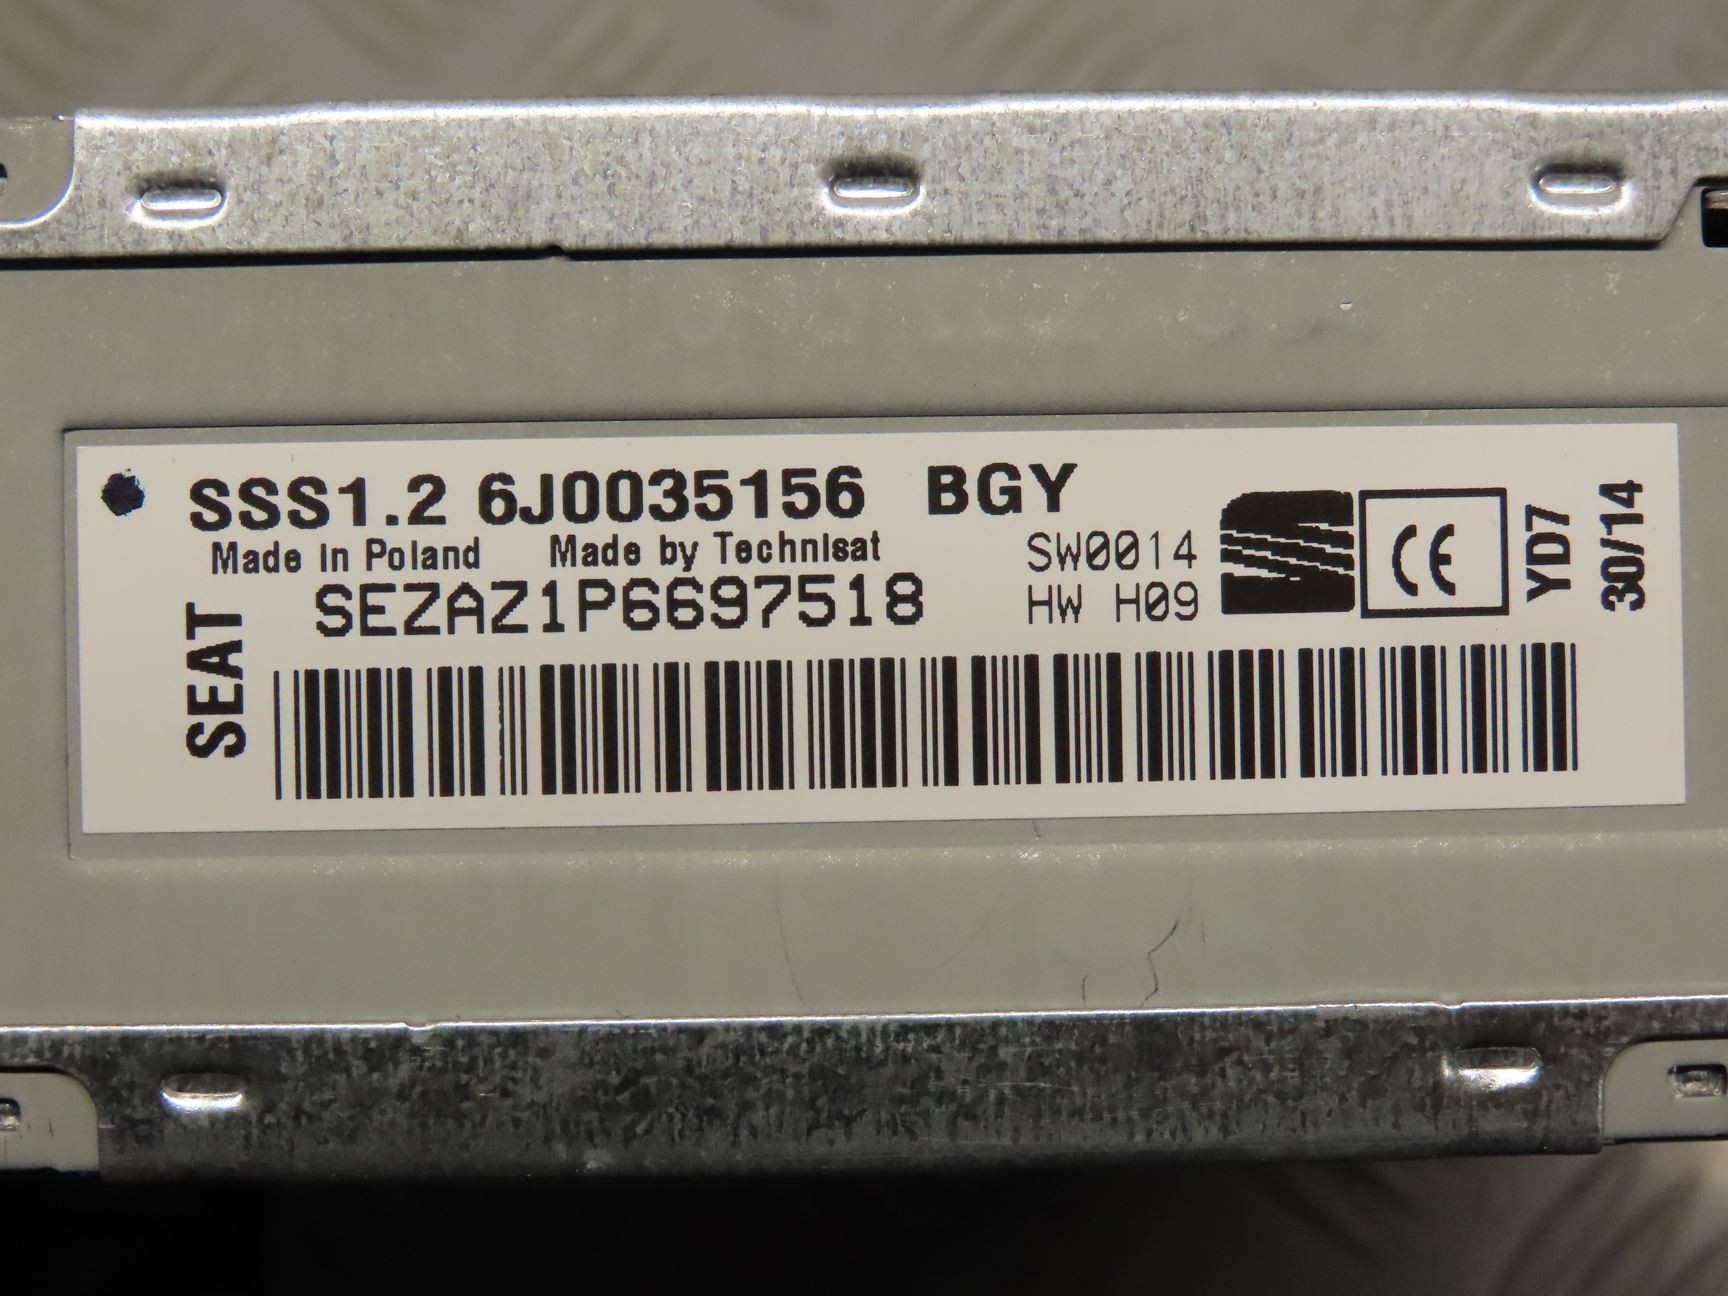 SSS1.2 6J0035156 BGY
Made in Poland Made by Technisat
SEZAZ1P6697518
SW0014
HW H09
CE
YD7
30/14
SEAT